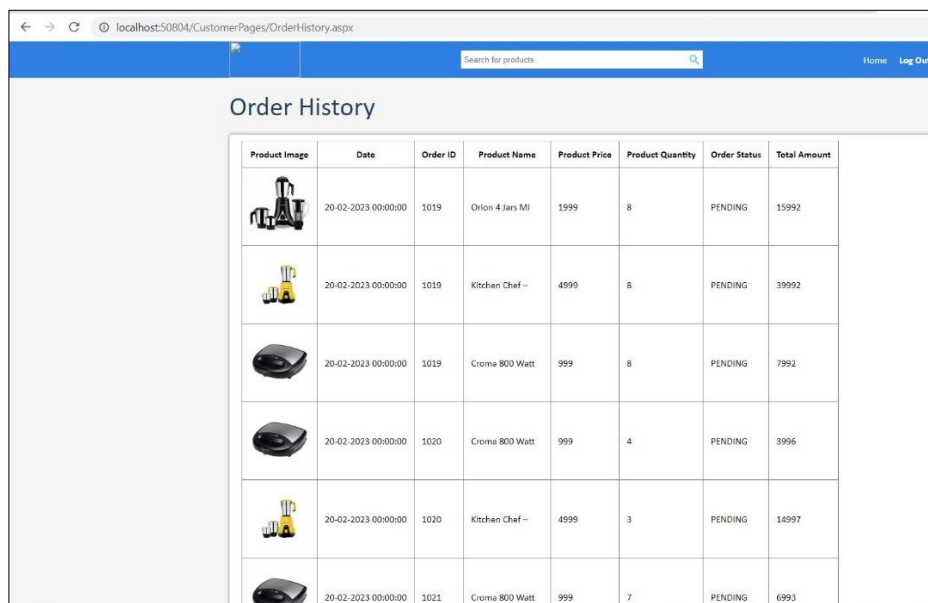 localhost:50804/CustomerPages/OrderHistory.aspx
Search for products
Home Log Out
Order History
Product Image Date Order ID Product Name Product Price Product Quantity Order Status Total Amount
20-02-2023 00:00:00 1019 Orion 4 Jars Mi 1999 8 PENDING 15992
20-02-2023 00:00:00 1019 Kitchen Chef – 4999 8 PENDING 39992
20-02-2023 00:00:00 1019 Croma 800 Watt 999 8 PENDING 7992
20-02-2023 00:00:00 1020 Croma 800 Watt 999 4 PENDING 3996
20-02-2023 00:00:00 1020 Kitchen Chef – 4999 3 PENDING 14997
20-02-2023 00:00:00 1021 Croma 800 Watt 999 7 PENDING 6993